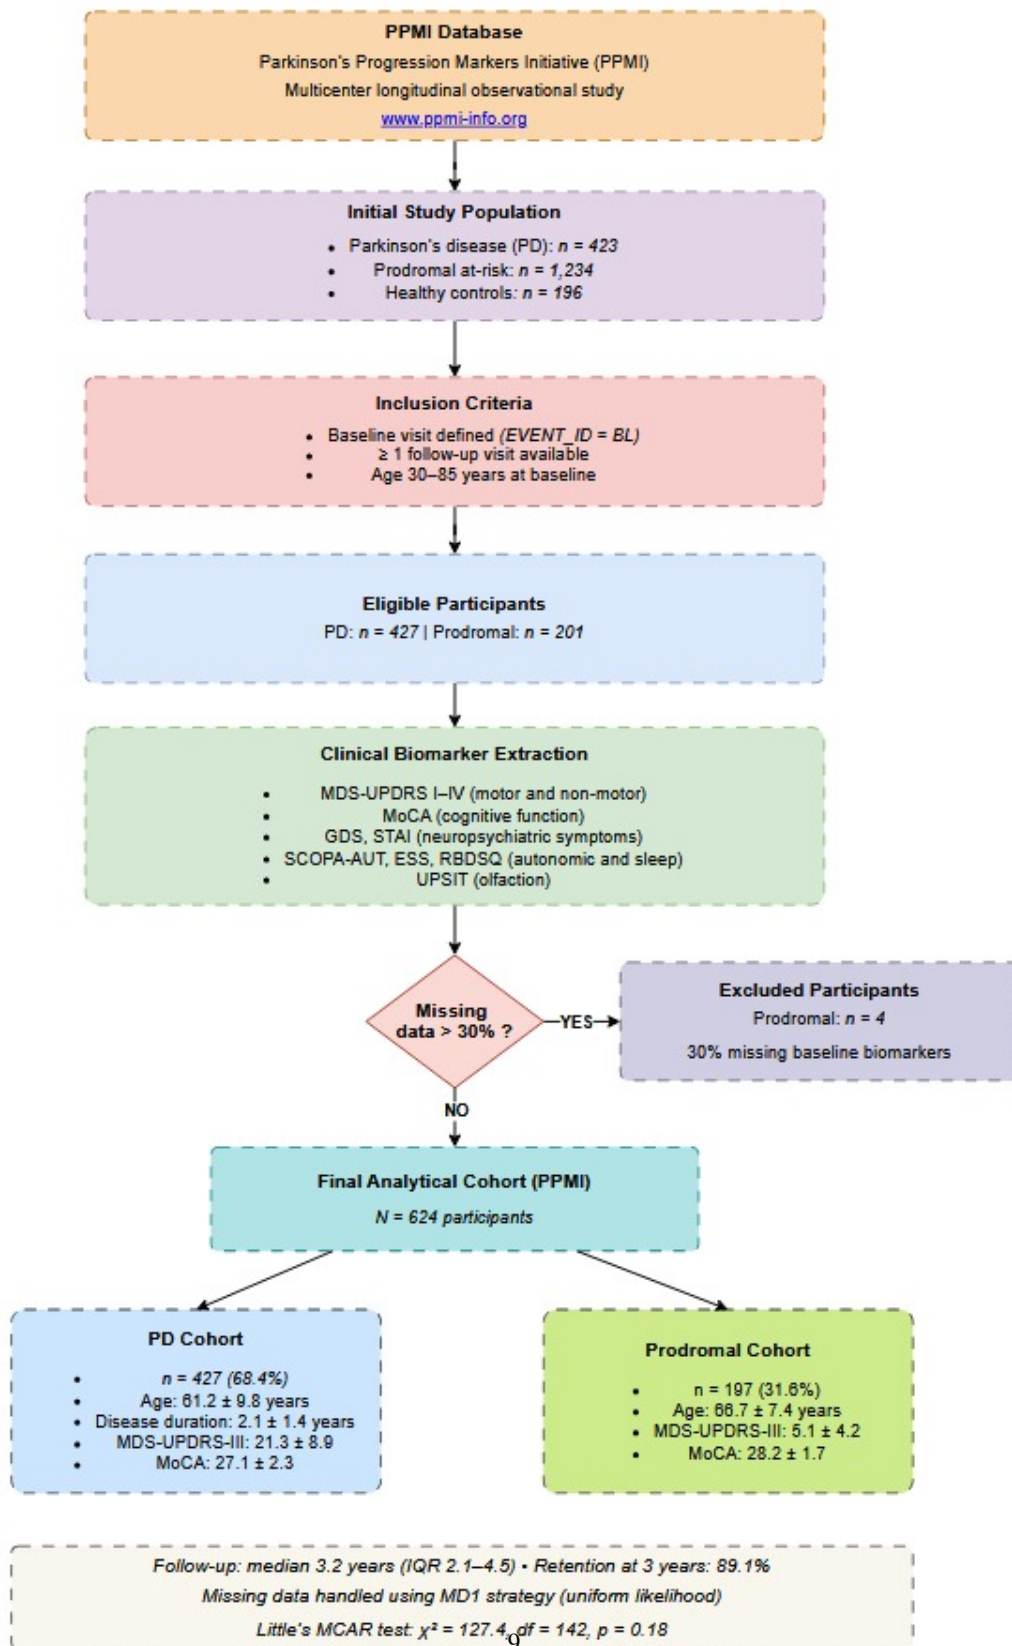 PPMI Database
Parkinson's Progression Markers Initiative (PPMI)
Multicenter longitudinal observational study
www.ppmi-info.org
Initial Study Population
• Parkinson's disease (PD): n = 423
• Prodromal at-risk: n = 1,234
• Healthy controls: n = 196
Inclusion Criteria
• Baseline visit defined (EVENT_ID = BL)
• ≥ 1 follow-up visit available
• Age 30–85 years at baseline
Eligible Participants
PD: n = 427 | Prodromal: n = 201
Clinical Biomarker Extraction
• MDS-UPDRS I–IV (motor and non-motor)
• MoCA (cognitive function)
• GDS, STAI (neuropsychiatric symptoms)
• SCOPA-AUT, ESS, RBDSQ (autonomic and sleep)
• UPSIT (olfaction)
Missing
data > 30% ?
YES
Excluded Participants
Prodromal: n = 4
30% missing baseline biomarkers
NO
Final Analytical Cohort (PPMI)
N = 624 participants
PD Cohort
• n = 427 (68.4%)
• Age: 61.2 ± 9.8 years
• Disease duration: 2.1 ± 1.4 years
• MDS-UPDRS-III: 21.3 ± 8.9
• MoCA: 27.1 ± 2.3
Prodromal Cohort
• n = 197 (31.6%)
• Age: 66.7 ± 7.4 years
• MDS-UPDRS-III: 5.1 ± 4.2
• MoCA: 28.2 ± 1.7
Follow-up: median 3.2 years (IQR 2.1–4.5) • Retention at 3 years: 89.1%
Missing data handled using MD1 strategy (uniform likelihood)
Little's MCAR test: χ² = 127.4, df = 142, p = 0.18
9